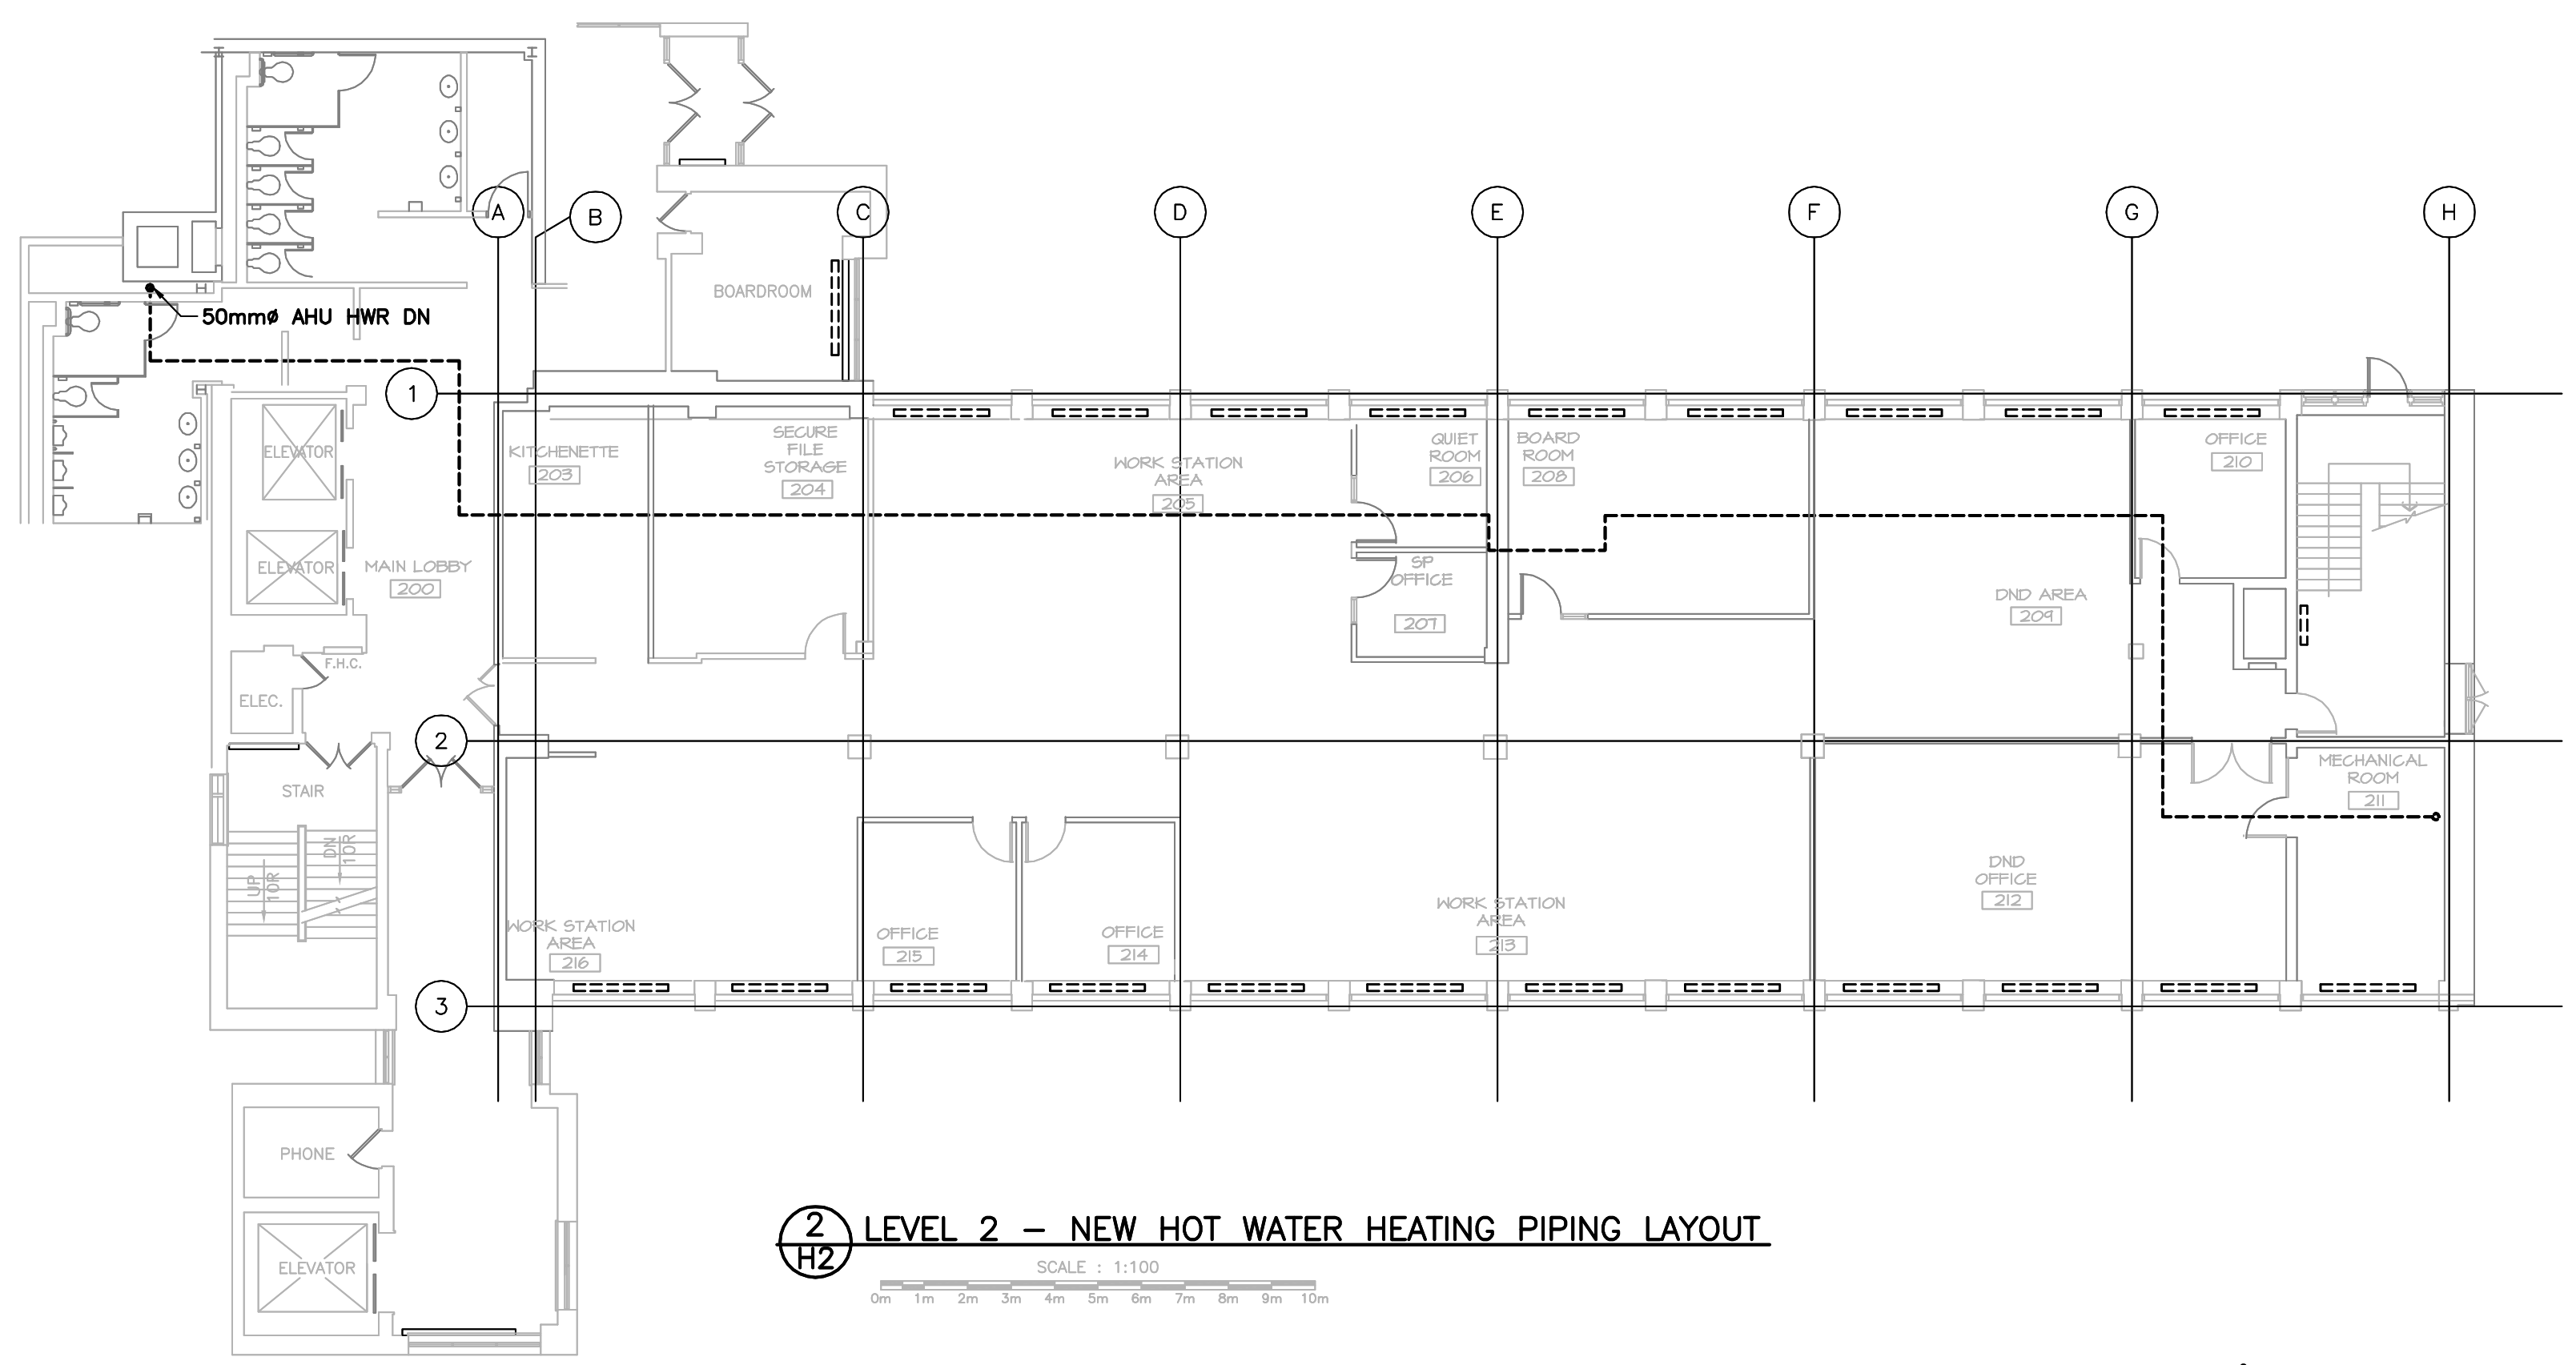 A
B
C
D
E
F
G
H
BOARDROOM
50mmø AHU HWR DN
1
KITCHENETTE
203
SECURE
FILE
STORAGE
204
WORK STATION
AREA
205
QUIET
ROOM
206
BOARD
ROOM
208
OFFICE
210
ELEVATOR
ELEVATOR
MAIN LOBBY
200
SP
OFFICE
207
DND AREA
209
F.H.C.
ELEC.
2
STAIR
MECHANICAL
ROOM
211
DN
10R
UP
10R
DND
OFFICE
212
WORK STATION
AREA
216
OFFICE
215
OFFICE
214
WORK STATION
AREA
213
3
PHONE
ELEVATOR
2
H2
LEVEL 2 – NEW HOT WATER HEATING PIPING LAYOUT
SCALE : 1:100
0m 1m 2m 3m 4m 5m 6m 7m 8m 9m 10m